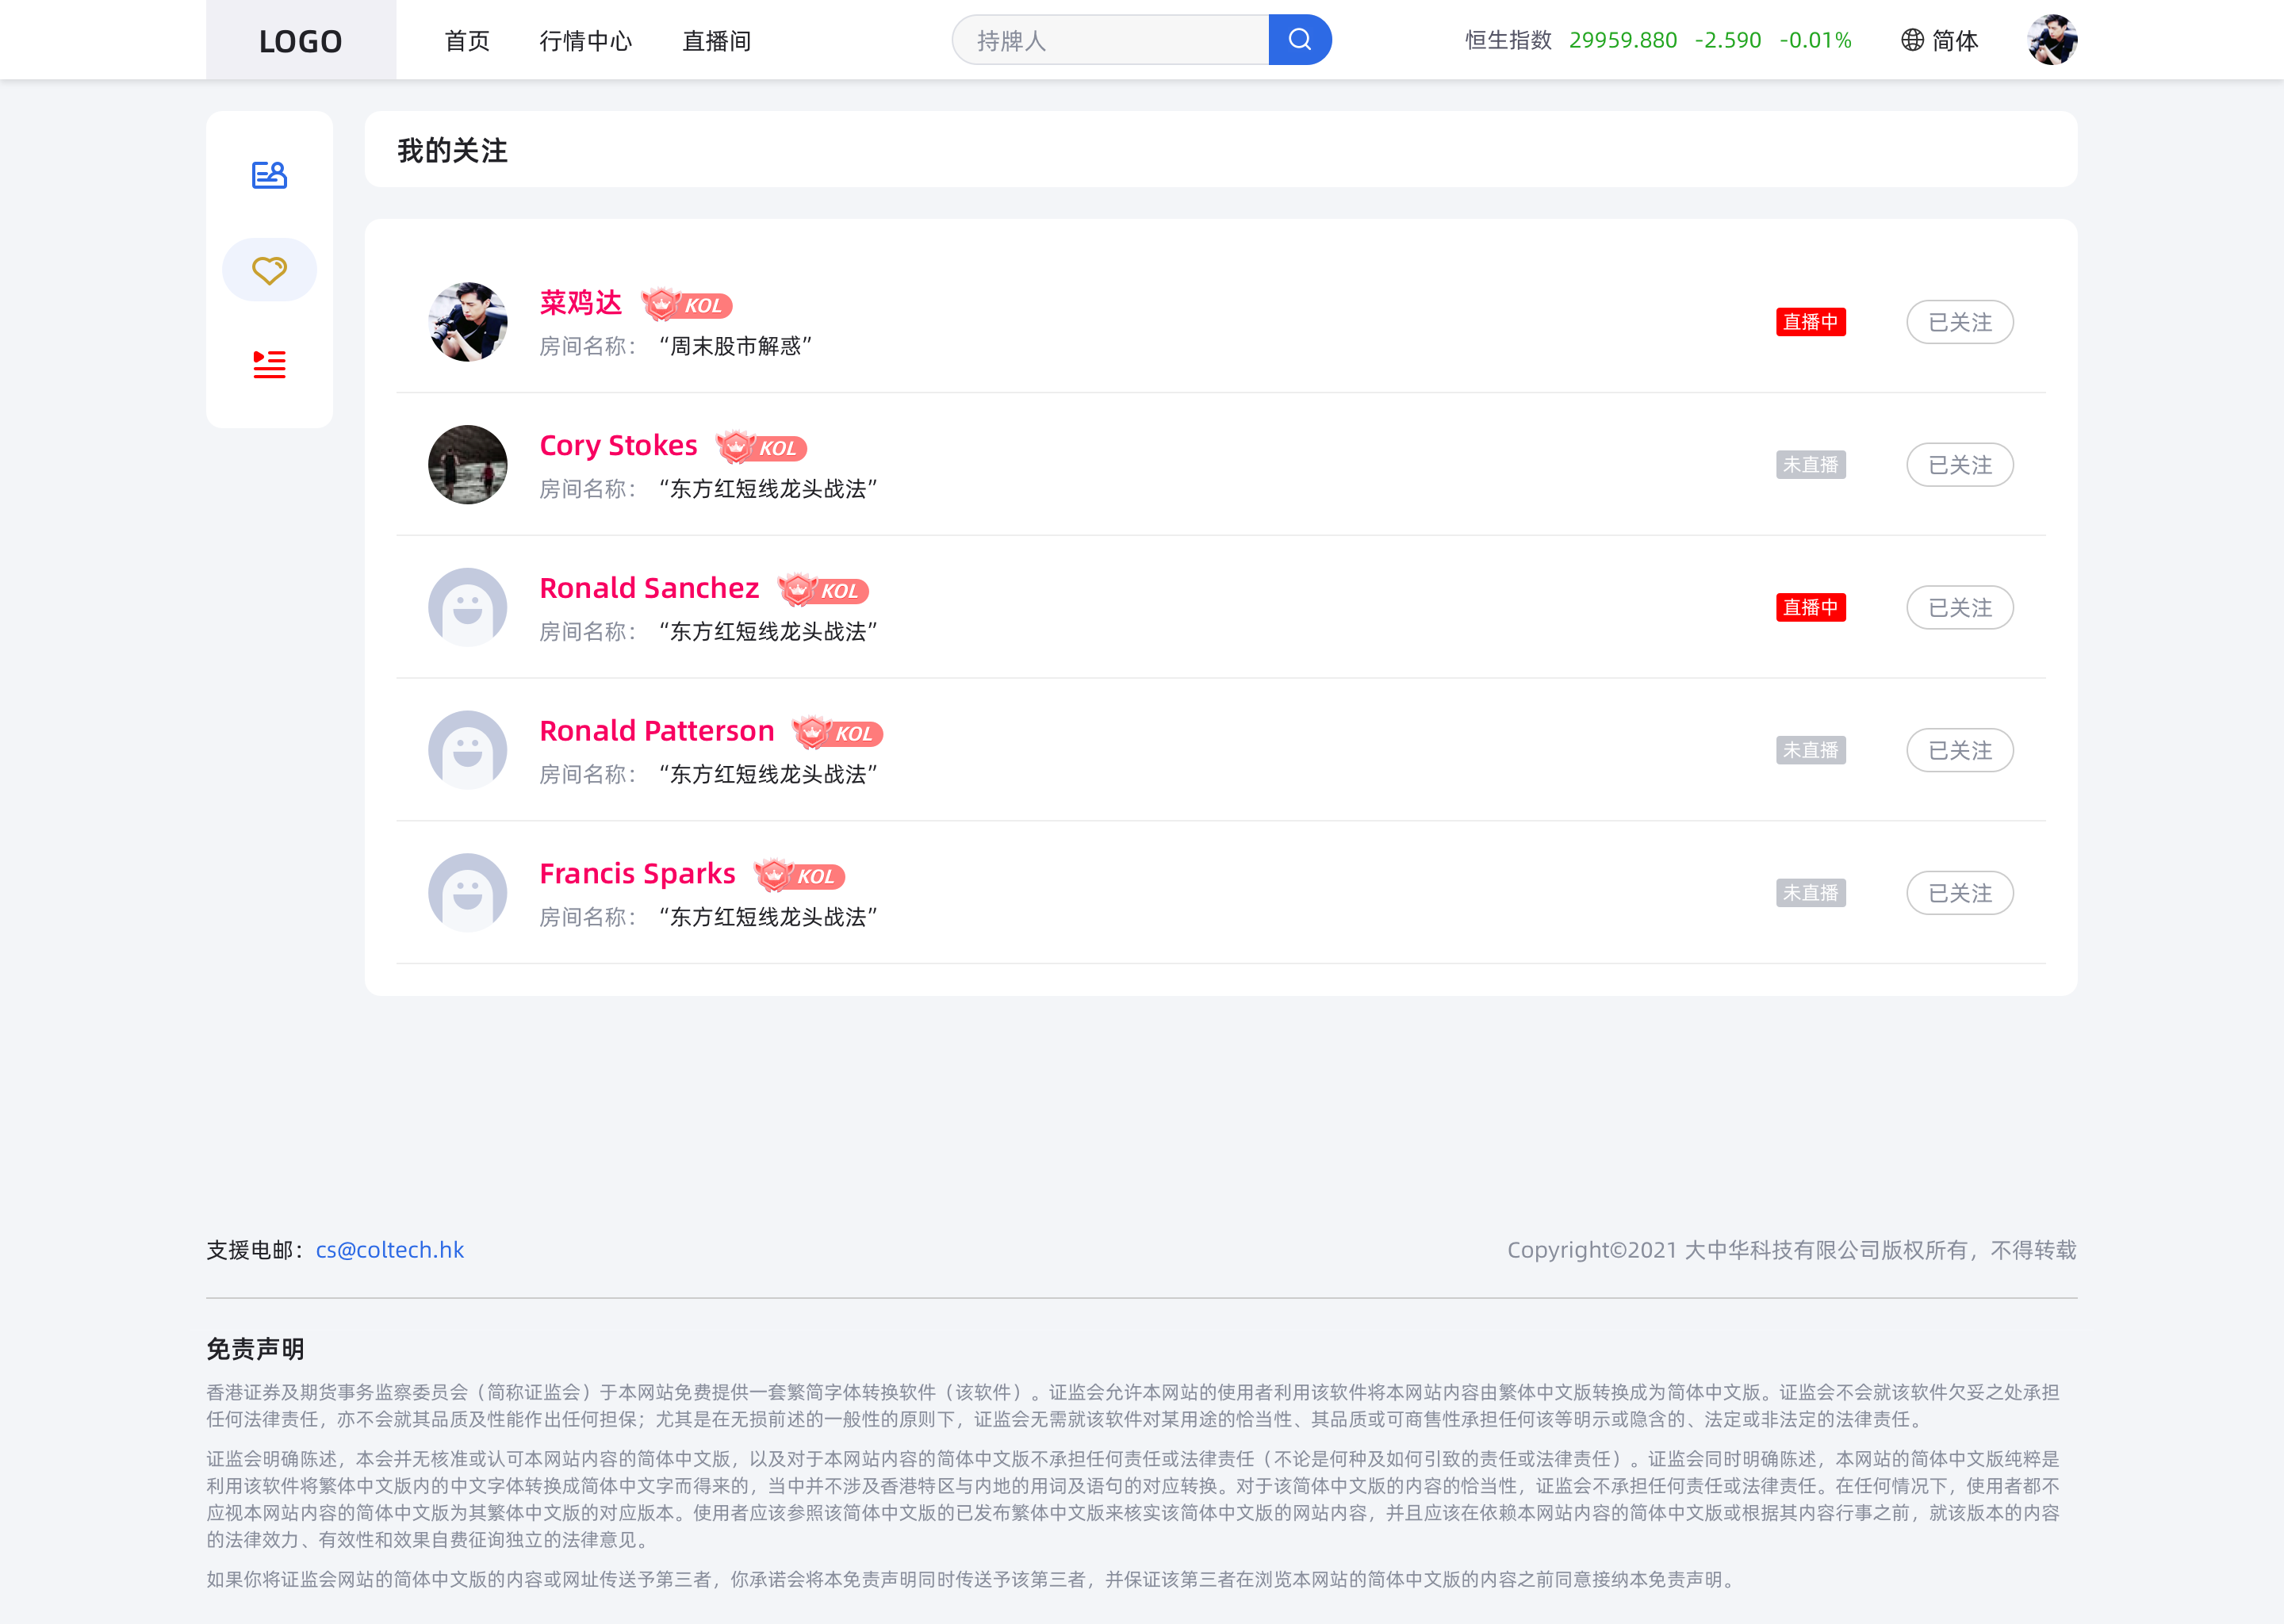 LOGO 首页 行情中心 直播间 持牌人 恒生指数 29959.880 -2.590 -0.01% 简体
我的关注
菜鸡达 KOL
房间名称： “周末股市解惑”
直播中 已关注
Cory Stokes KOL
房间名称： “东方红短线龙头战法”
未直播 已关注
Ronald Sanchez KOL
房间名称： “东方红短线龙头战法”
直播中 已关注
Ronald Patterson KOL
房间名称： “东方红短线龙头战法”
未直播 已关注
Francis Sparks KOL
房间名称： “东方红短线龙头战法”
未直播 已关注
支援电邮：cs@coltech.hk Copyright©2021 大中华科技有限公司版权所有，不得转载
免责声明
香港证券及期货事务监察委员会（简称证监会）于本网站免费提供一套繁简字体转换软件（该软件）。证监会允许本网站的使用者利用该软件将本网站内容由繁体中文版转换成为简体中文版。证监会不会就该软件欠妥之处承担
任何法律责任，亦不会就其品质及性能作出任何担保；尤其是在无损前述的一般性的原则下，证监会无需就该软件对某用途的恰当性、其品质或可商售性承担任何该等明示或隐含的、法定或非法定的法律责任。
证监会明确陈述，本会并无核准或认可本网站内容的简体中文版，以及对于本网站内容的简体中文版不承担任何责任或法律责任（不论是何种及如何引致的责任或法律责任）。证监会同时明确陈述，本网站的简体中文版纯粹是
利用该软件将繁体中文版内的中文字体转换成简体中文字而得来的，当中并不涉及香港特区与内地的用词及语句的对应转换。对于该简体中文版的内容的恰当性，证监会不承担任何责任或法律责任。在任何情况下，使用者都不
应视本网站内容的简体中文版为其繁体中文版的对应版本。使用者应该参照该简体中文版的已发布繁体中文版来核实该简体中文版的网站内容，并且应该在依赖本网站内容的简体中文版或根据其内容行事之前，就该版本的内容
的法律效力、有效性和效果自费征询独立的法律意见。
如果你将证监会网站的简体中文版的内容或网址传送予第三者，你承诺会将本免责声明同时传送予该第三者，并保证该第三者在浏览本网站的简体中文版的内容之前同意接纳本免责声明。